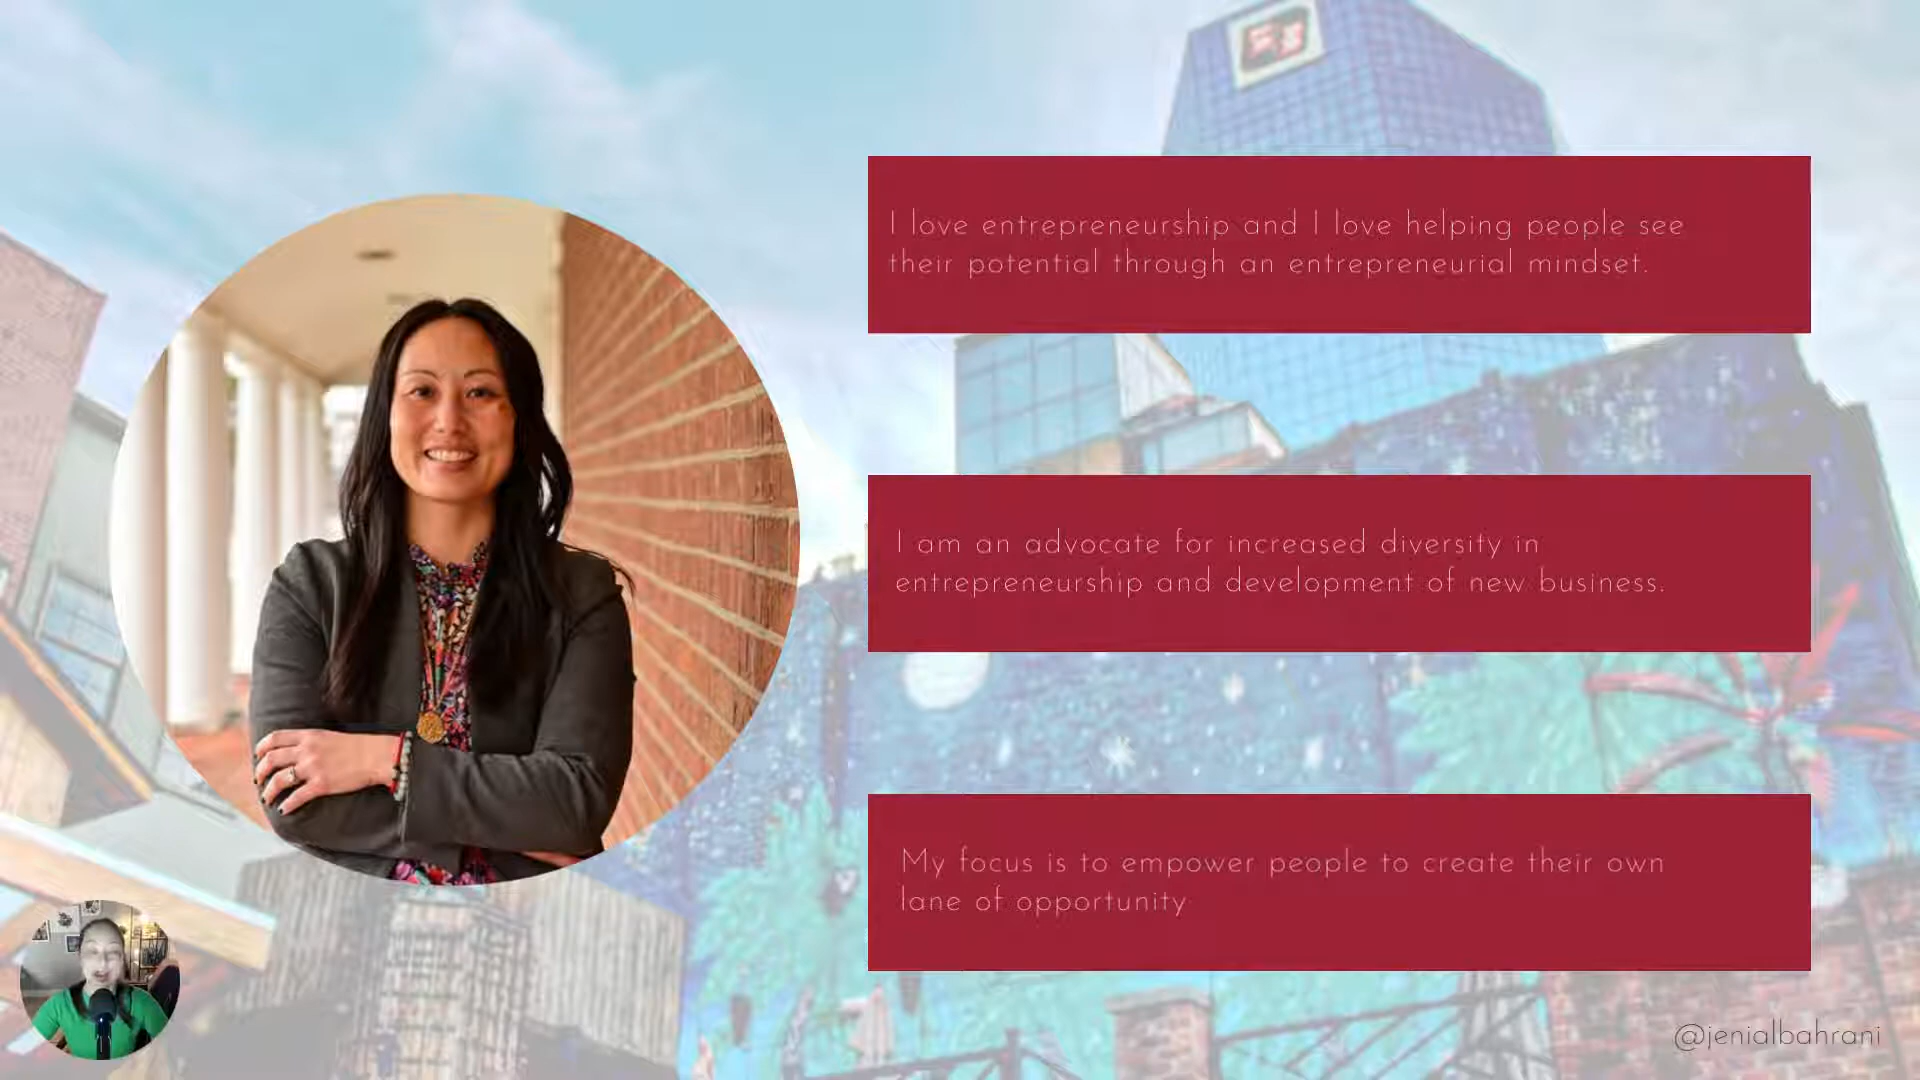 I love entrepreneurship and I love helping people see
their potential through an entrepreneurial mindset.
I am an advocate for increased diversity in
entrepreneurship and development of new business.
My focus is to empower people to create their own
lane of opportunity
@jenialbahrani